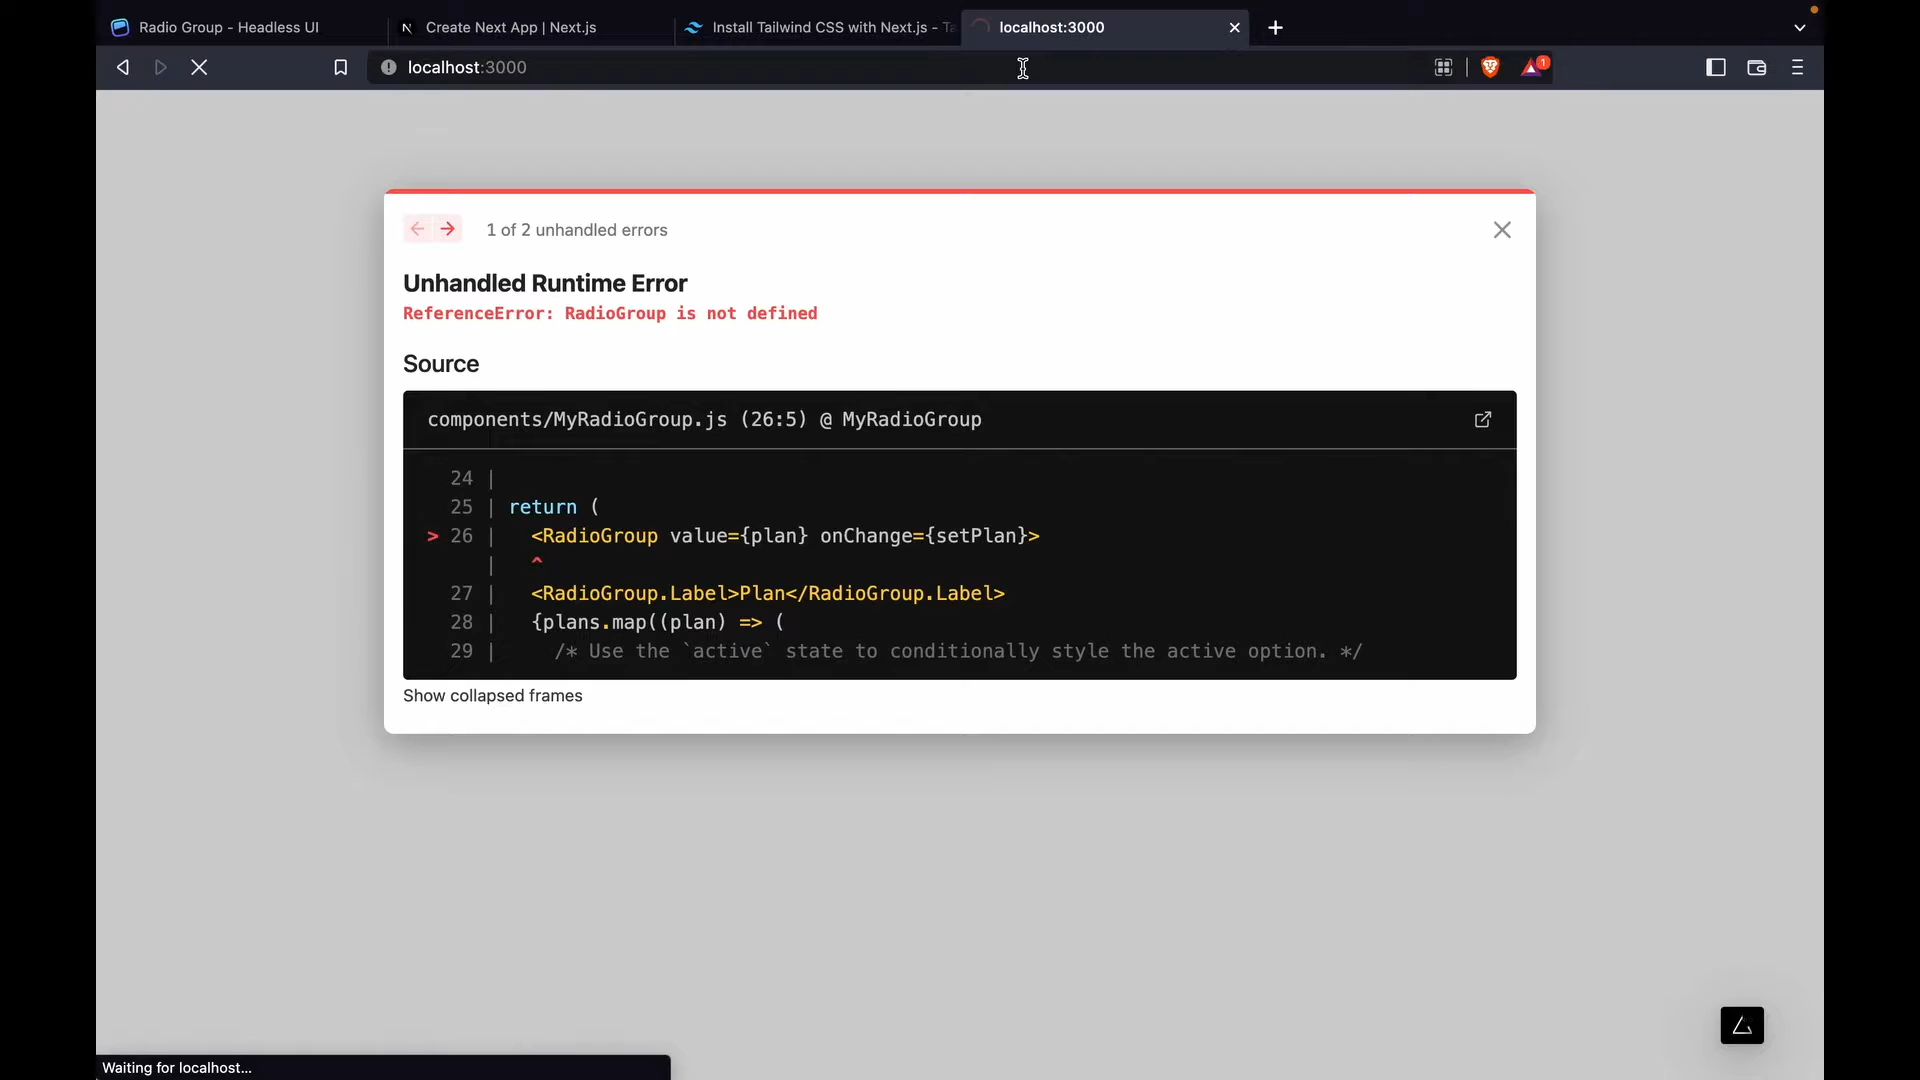 Radio Group - Headless UI
Create Next App | Next.js
Install Tailwind CSS with Next.js - Ta
localhost:3000
localhost:3000
1
1 of 2 unhandled errors
Unhandled Runtime Error
ReferenceError: RadioGroup is not defined
Source
components/MyRadioGroup.js (26:5) @ MyRadioGroup
24 |
25 | return (
> 26 | <RadioGroup value={plan} onChange={setPlan}>
| ^
27 | <RadioGroup.Label>Plan</RadioGroup.Label>
28 | {plans.map((plan) => (
29 | /* Use the `active` state to conditionally style the active option. */
Show collapsed frames
Waiting for localhost...